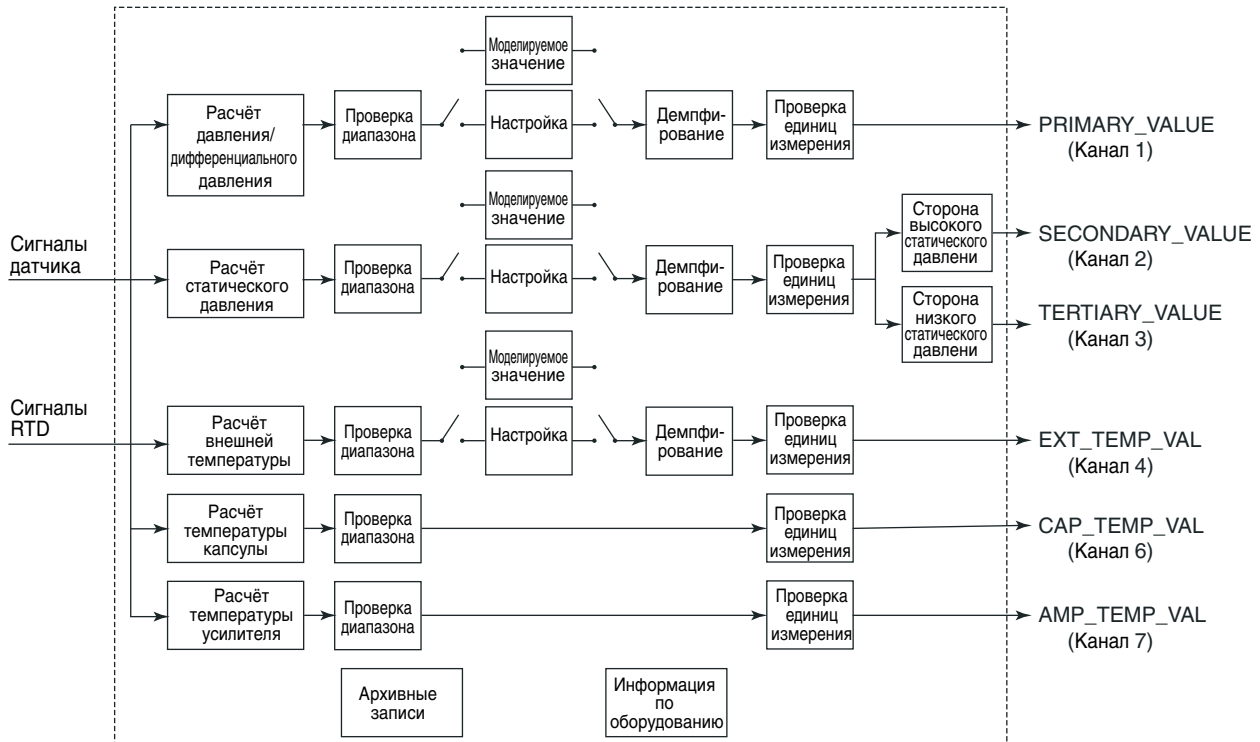 Моделируемое
значение
Расчёт
давления/
дифференциального
давления
Проверка
диапазона
Настройка
Демпфи-
рование
Проверка
единиц
измерения
PRIMARY_VALUE
(Канал 1)
Сигналы
датчика
Моделируемое
значение
Расчёт
статического
давления
Проверка
диапазона
Настройка
Демпфи-
рование
Проверка
единиц
измерения
Сторона
высокого
статического
давлени
SECONDARY_VALUE
(Канал 2)
Сторона
низкого
статического
давлени
TERTIARY_VALUE
(Канал 3)
Сигналы
RTD
Моделируемое
значение
Расчёт
внешней
температуры
Проверка
диапазона
Настройка
Демпфи-
рование
Проверка
единиц
измерения
EXT_TEMP_VAL
(Канал 4)
Расчёт
температуры
капсулы
Проверка
диапазона
Проверка
единиц
измерения
CAP_TEMP_VAL
(Канал 6)
Расчёт
температуры
усилителя
Проверка
диапазона
Проверка
единиц
измерения
AMP_TEMP_VAL
(Канал 7)
Архивные
записи
Информация
по
оборудованию